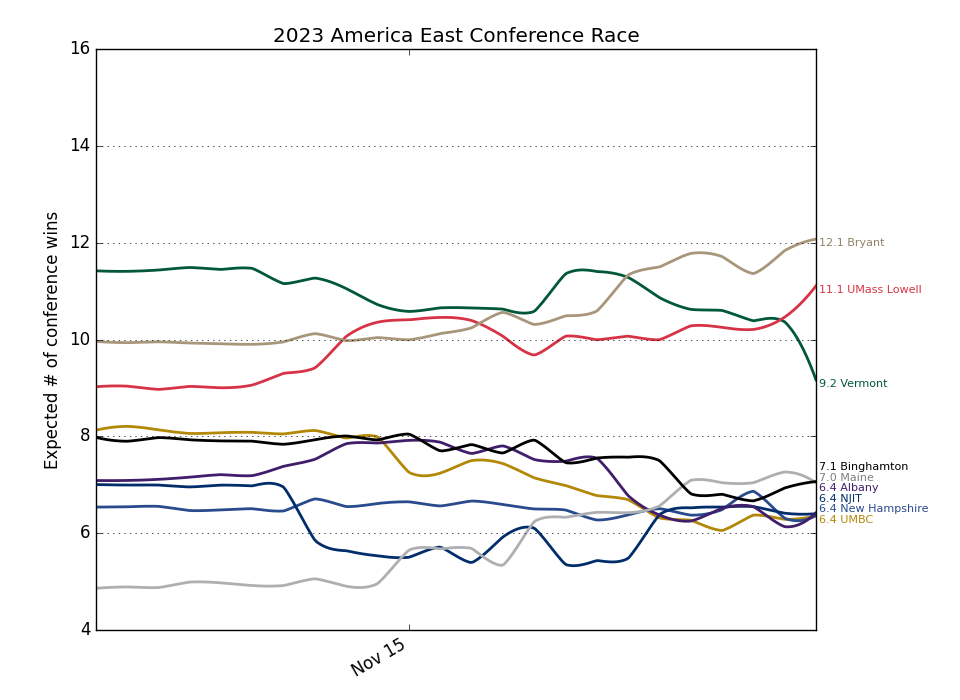 2023 America East Conference Race
Expected # of conference wins
16
14
12
10
8
6
4
Nov 15
12.1 Bryant
11.1 UMass Lowell
9.2 Vermont
7.1 Binghamton
7.0 Maine
6.4 Albany
6.4 NJIT
6.4 New Hampshire
6.4 UMBC